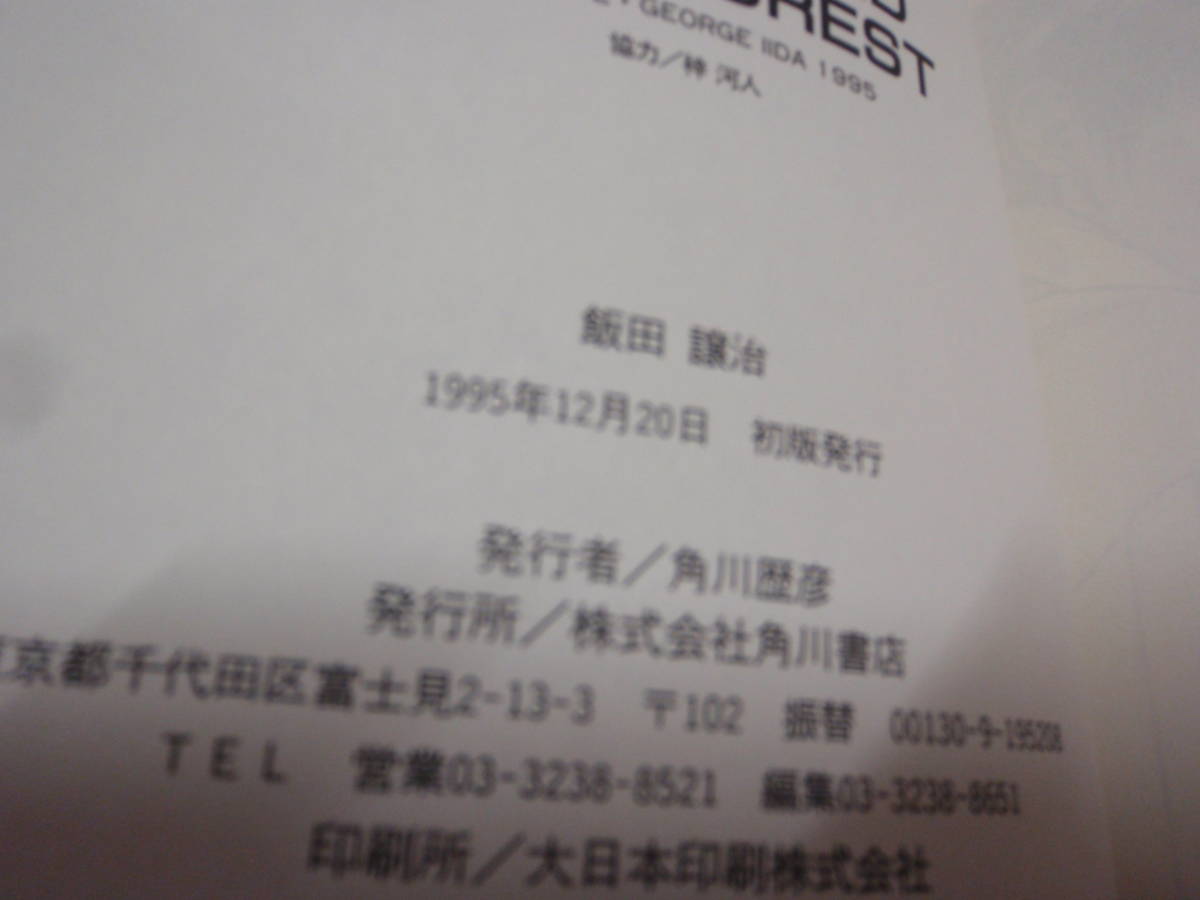 GEORGE IIDA 1995
協力/梓 河人
飯田 譲治
1995年12月20日 初版発行
発行者/角川歴彦
発行所/株式会社角川書店
京都千代田区富士見2-13-3 〒102 振替 00130-9-195208
TEL 営業03-3238-8521 編集03-3238-8651
印刷所/大日本印刷株式会社